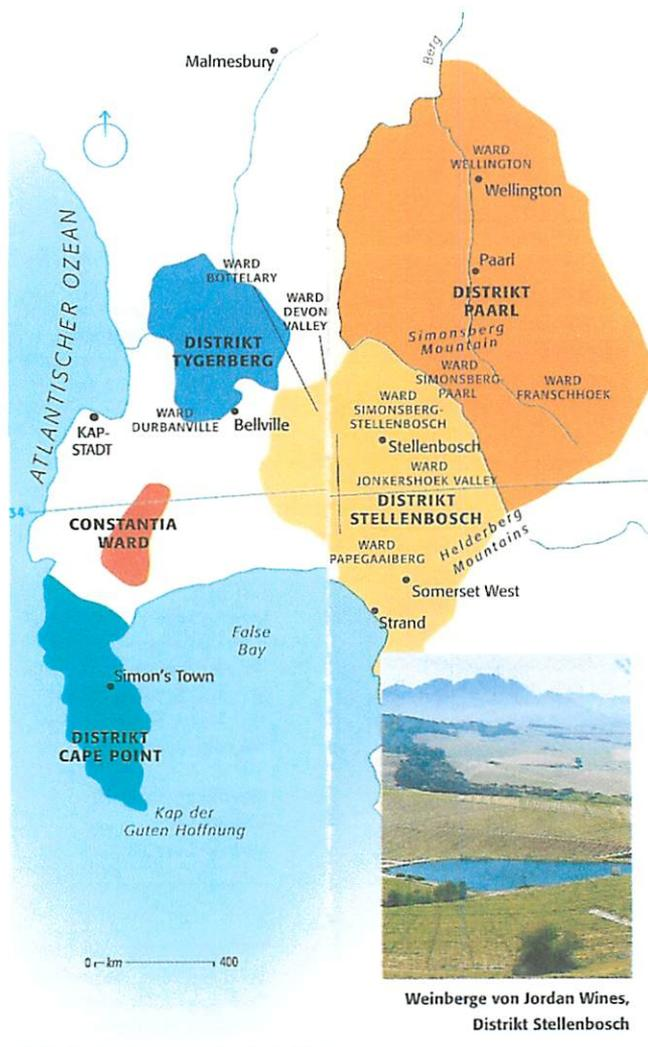 Malmesbury
Berg
WARD
WELLINGTON
Wellington
ATLANTISCHER OZEAN
Paarl
DISTRIKT
PAARL
WARD
BOTTELARY
WARD
DEVON
VALLEY
DISTRIKT
TYGERBERG
Simonsberg
Mountain
WARD
SIMONSBERG
PAARL
WARD
FRANSCHHOEK
WARD
SIMONSBERG-
STELLENBOSCH
KAP-
STADT
WARD
DURBANVILLE
Bellville
Stellenbosch
WARD
JONKERSHOEK VALLEY
34
CONSTANTIA
WARD
DISTRIKT
STELLENBOSCH
WARD
PAPEGAAIBERG
Helderberg
Mountains
Somerset West
Strand
False
Bay
Simon's Town
DISTRIKT
CAPE POINT
Kap der
Guten Hoffnung
0 km 400
Weinberge von Jordan Wines,
Distrikt Stellenbosch